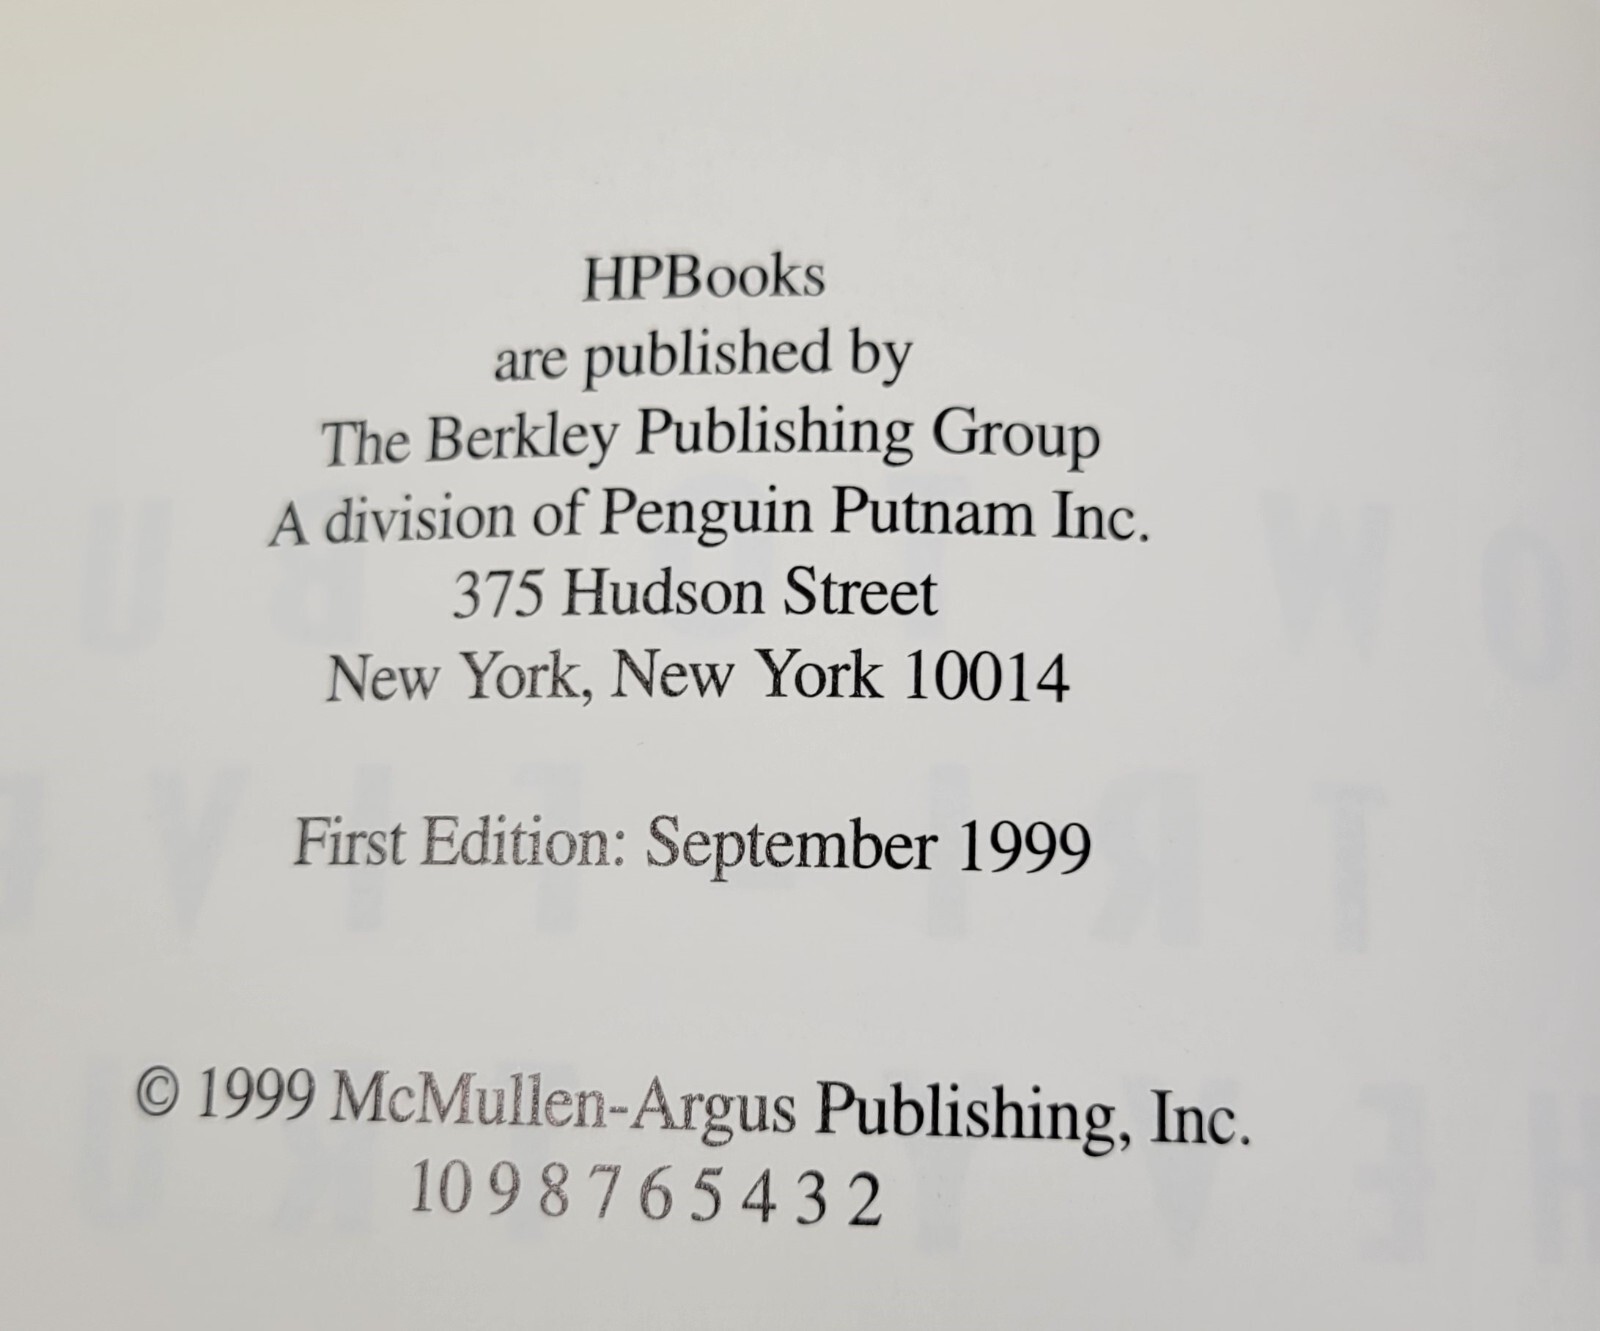 HPBooks
are published by
The Berkley Publishing Group
A division of Penguin Putnam Inc.
375 Hudson Street
New York, New York 10014
First Edition: September 1999
© 1999 McMullen-Argus Publishing, Inc.
10 9 8 7 6 5 4 3 2